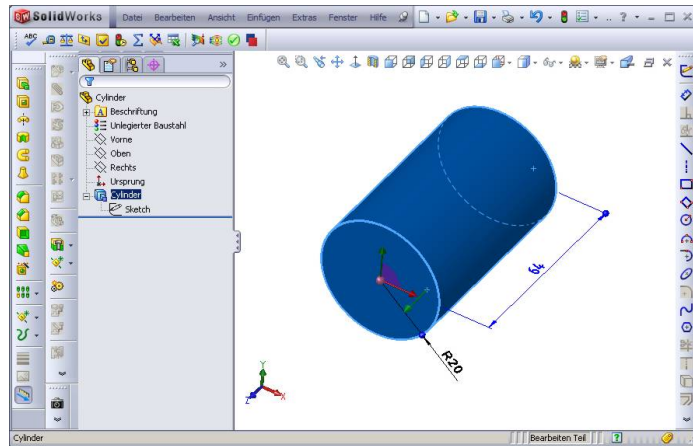 SolidWorks Datei Bearbeiten Ansicht Einfügen Extras Fenster Hilfe
ABC
Cylinder
A Beschriftung
Unlegierter Baustahl
Vorne
Oben
Rechts
Ursprung
Cylinder
Sketch
64
R20
Y
X
Z
Cylinder Bearbeiten Teil ?